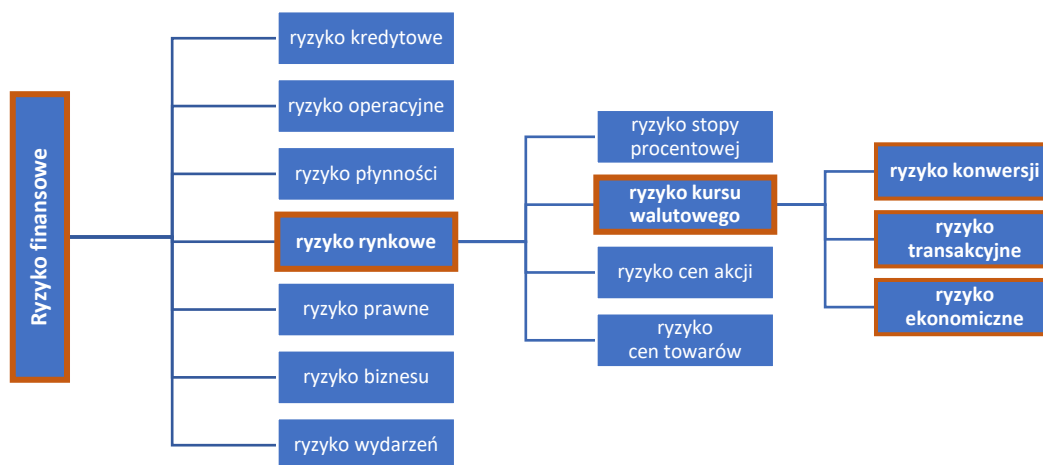 Ryzyko finansowe
ryzyko kredytowe
ryzyko operacyjne
ryzyko płynności
ryzyko rynkowe
ryzyko prawne
ryzyko biznesu
ryzyko wydarzeń
ryzyko stopy
procentowej
ryzyko kursu
walutowego
ryzyko cen akcji
ryzyko
cen towarów
ryzyko konwersji
ryzyko
transakcyjne
ryzyko
ekonomiczne